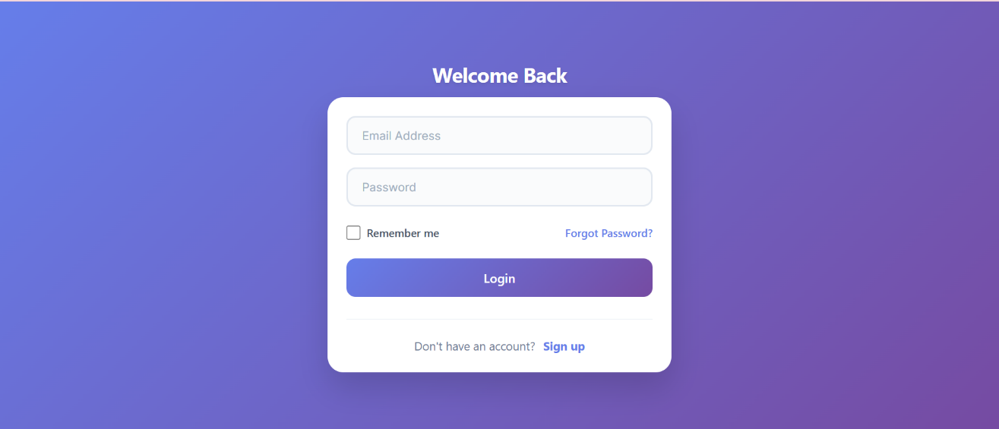 Welcome Back
Email Address
Password
Remember me
Forgot Password?
Login
Don't have an account? Sign up